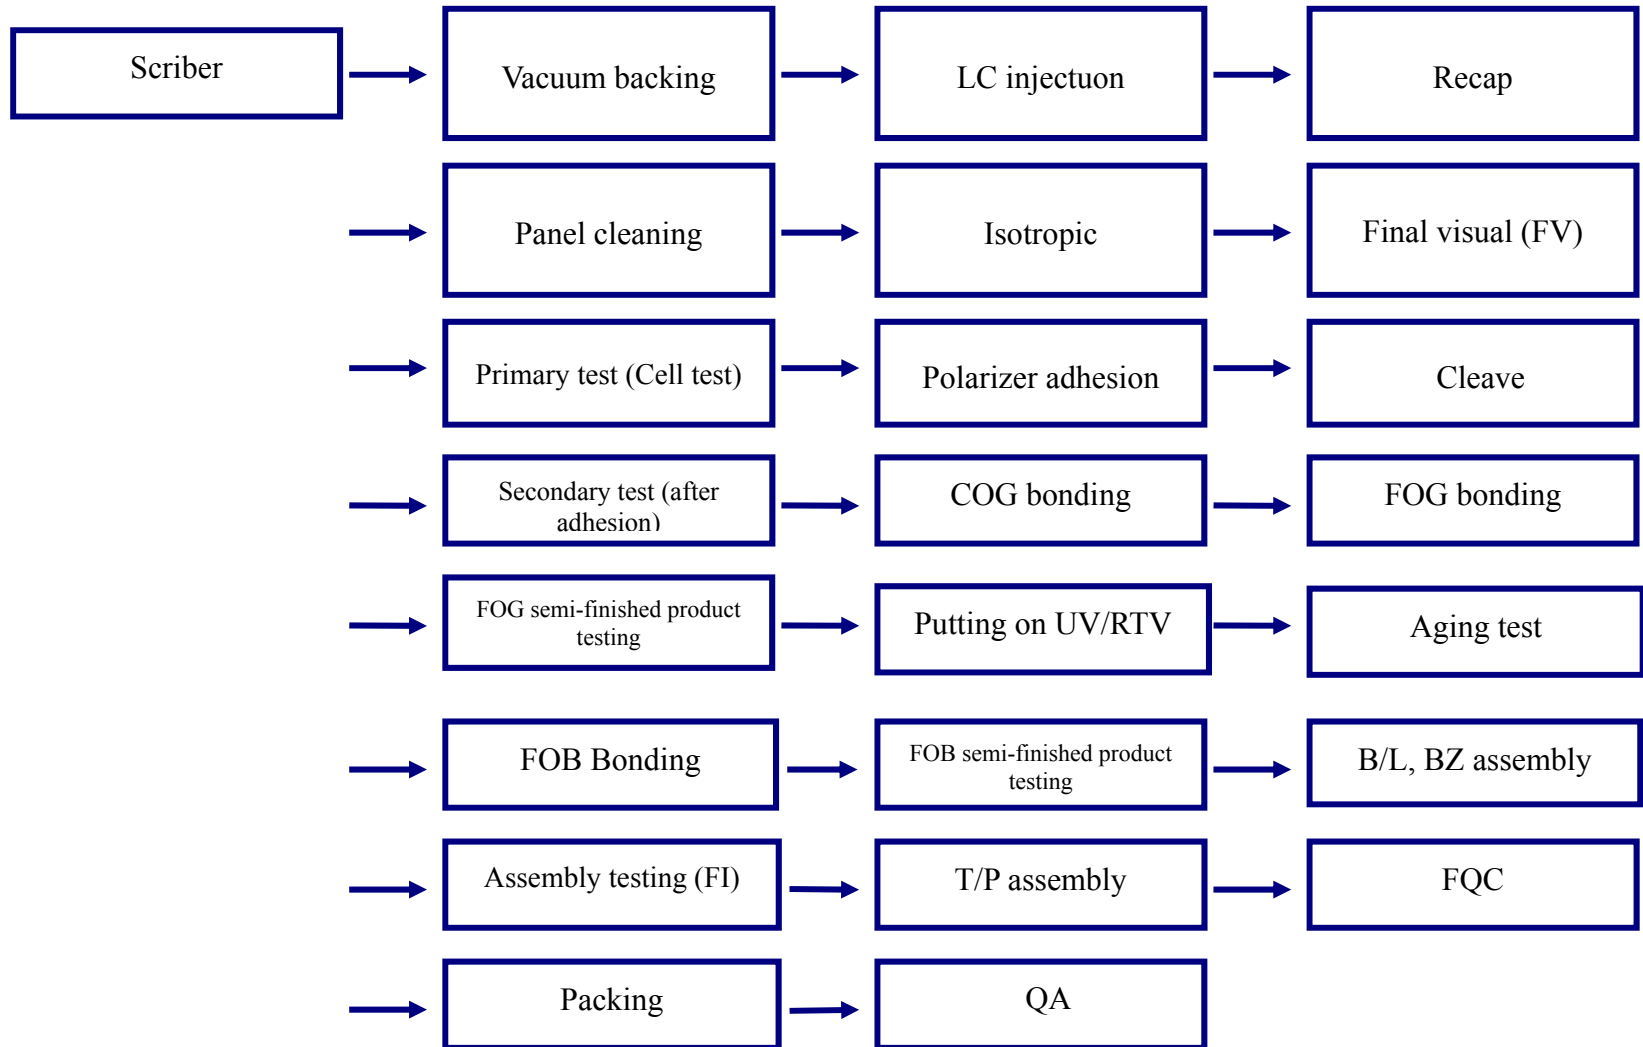 Scriber
Vacuum backing
LC injectuon
Recap
Panel cleaning
Isotropic
Final visual (FV)
Primary test (Cell test)
Polarizer adhesion
Cleave
Secondary test (after
adhesion)
COG bonding
FOG bonding
FOG semi-finished product
testing
Putting on UV/RTV
Aging test
FOB Bonding
FOB semi-finished product
testing
B/L, BZ assembly
Assembly testing (FI)
T/P assembly
FQC
Packing
QA